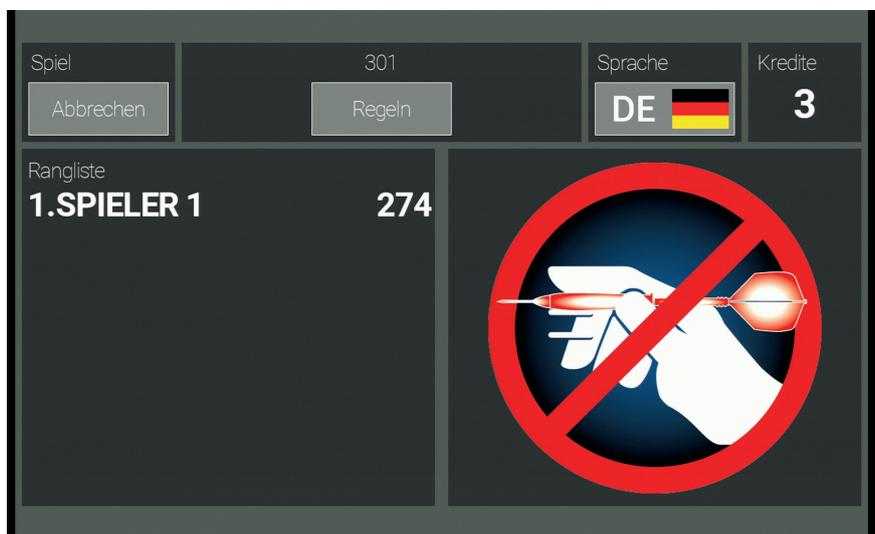 Spiel
Abbrechen
301
Regeln
Sprache
DE
Kredite
3
Rangliste
1.SPIELER 1 274